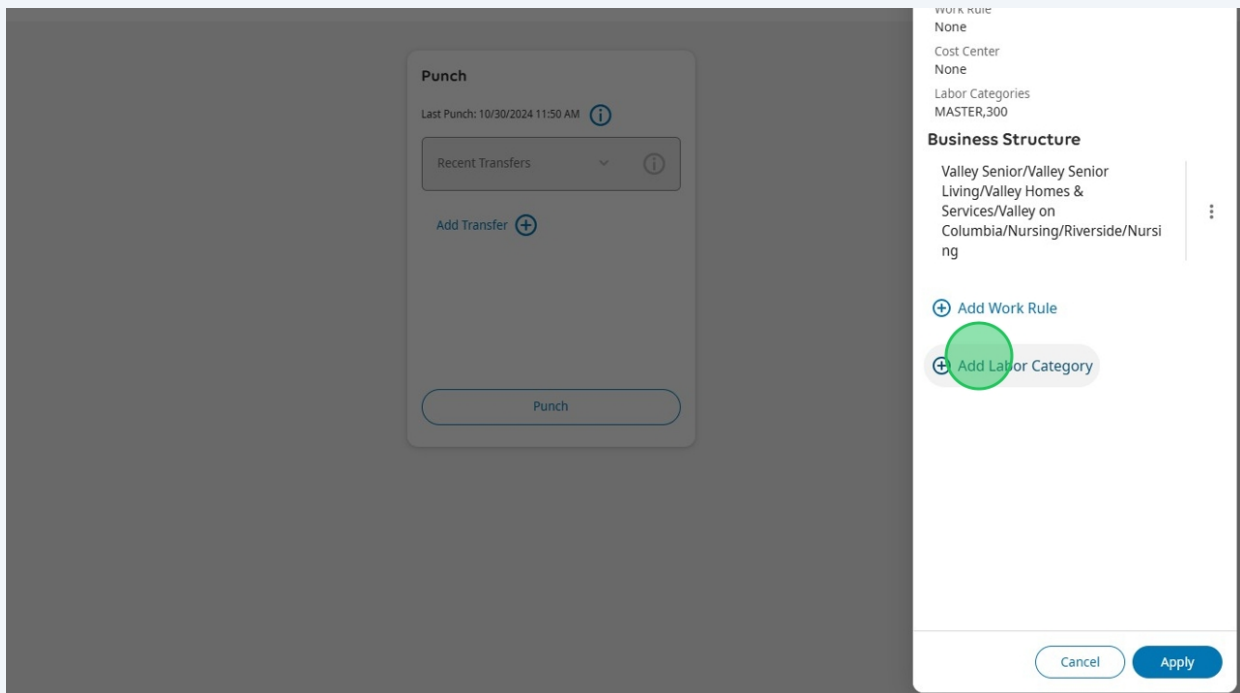 Punch
Last Punch: 10/30/2024 11:50 AM
Recent Transfers
Add Transfer
Punch
Work Rule
None
Cost Center
None
Labor Categories
MASTER,300
Business Structure
Valley Senior/Valley Senior
Living/Valley Homes &
Services/Valley on
Columbia/Nursing/Riverside/Nursi
ng
Add Work Rule
Add Labor Category
Cancel
Apply